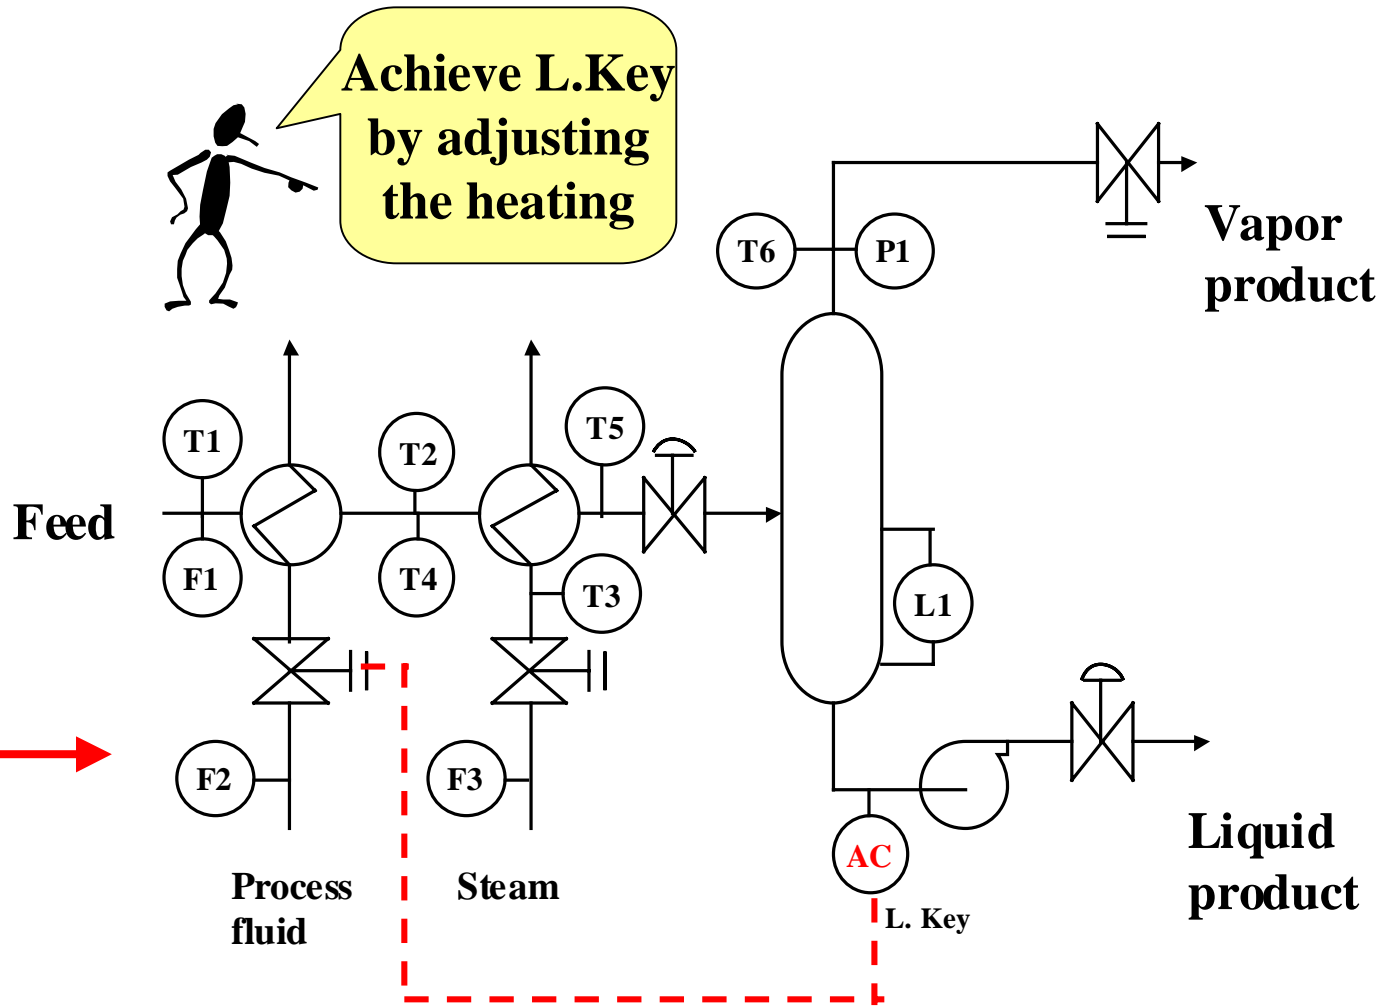 Achieve L.Key
by adjusting
the heating
Vapor
product
T6
P1
T1
T2
T5
Feed
F1
T4
T3
L1
F2
F3
AC
Liquid
product
Process
fluid
Steam
L. Key